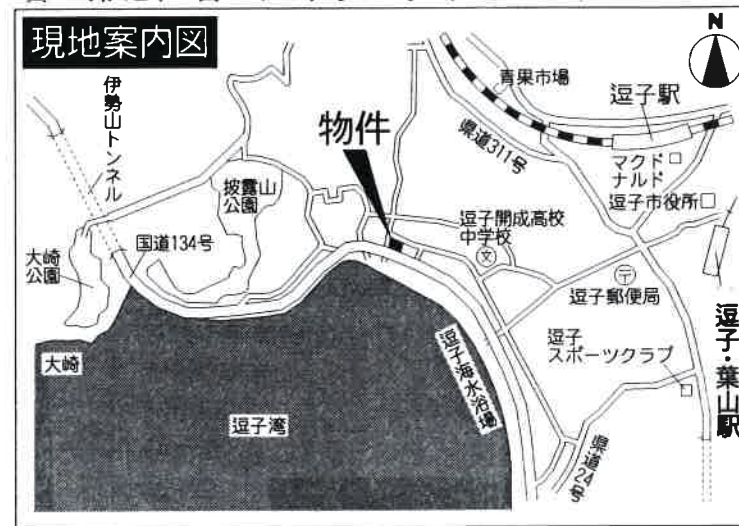 現地案内図
N
伊勢山トンネル
青果市場
逗子駅
物件
県道311号
マクド
ナルド
逗子市役所
披露山
公園
逗子開成高校
中学校
文
国道134号
大崎
公園
〒
逗子郵便局
逗子
スポーツクラブ
逗子・葉山駅
大崎
逗子海水浴場
逗子湾
県道24号